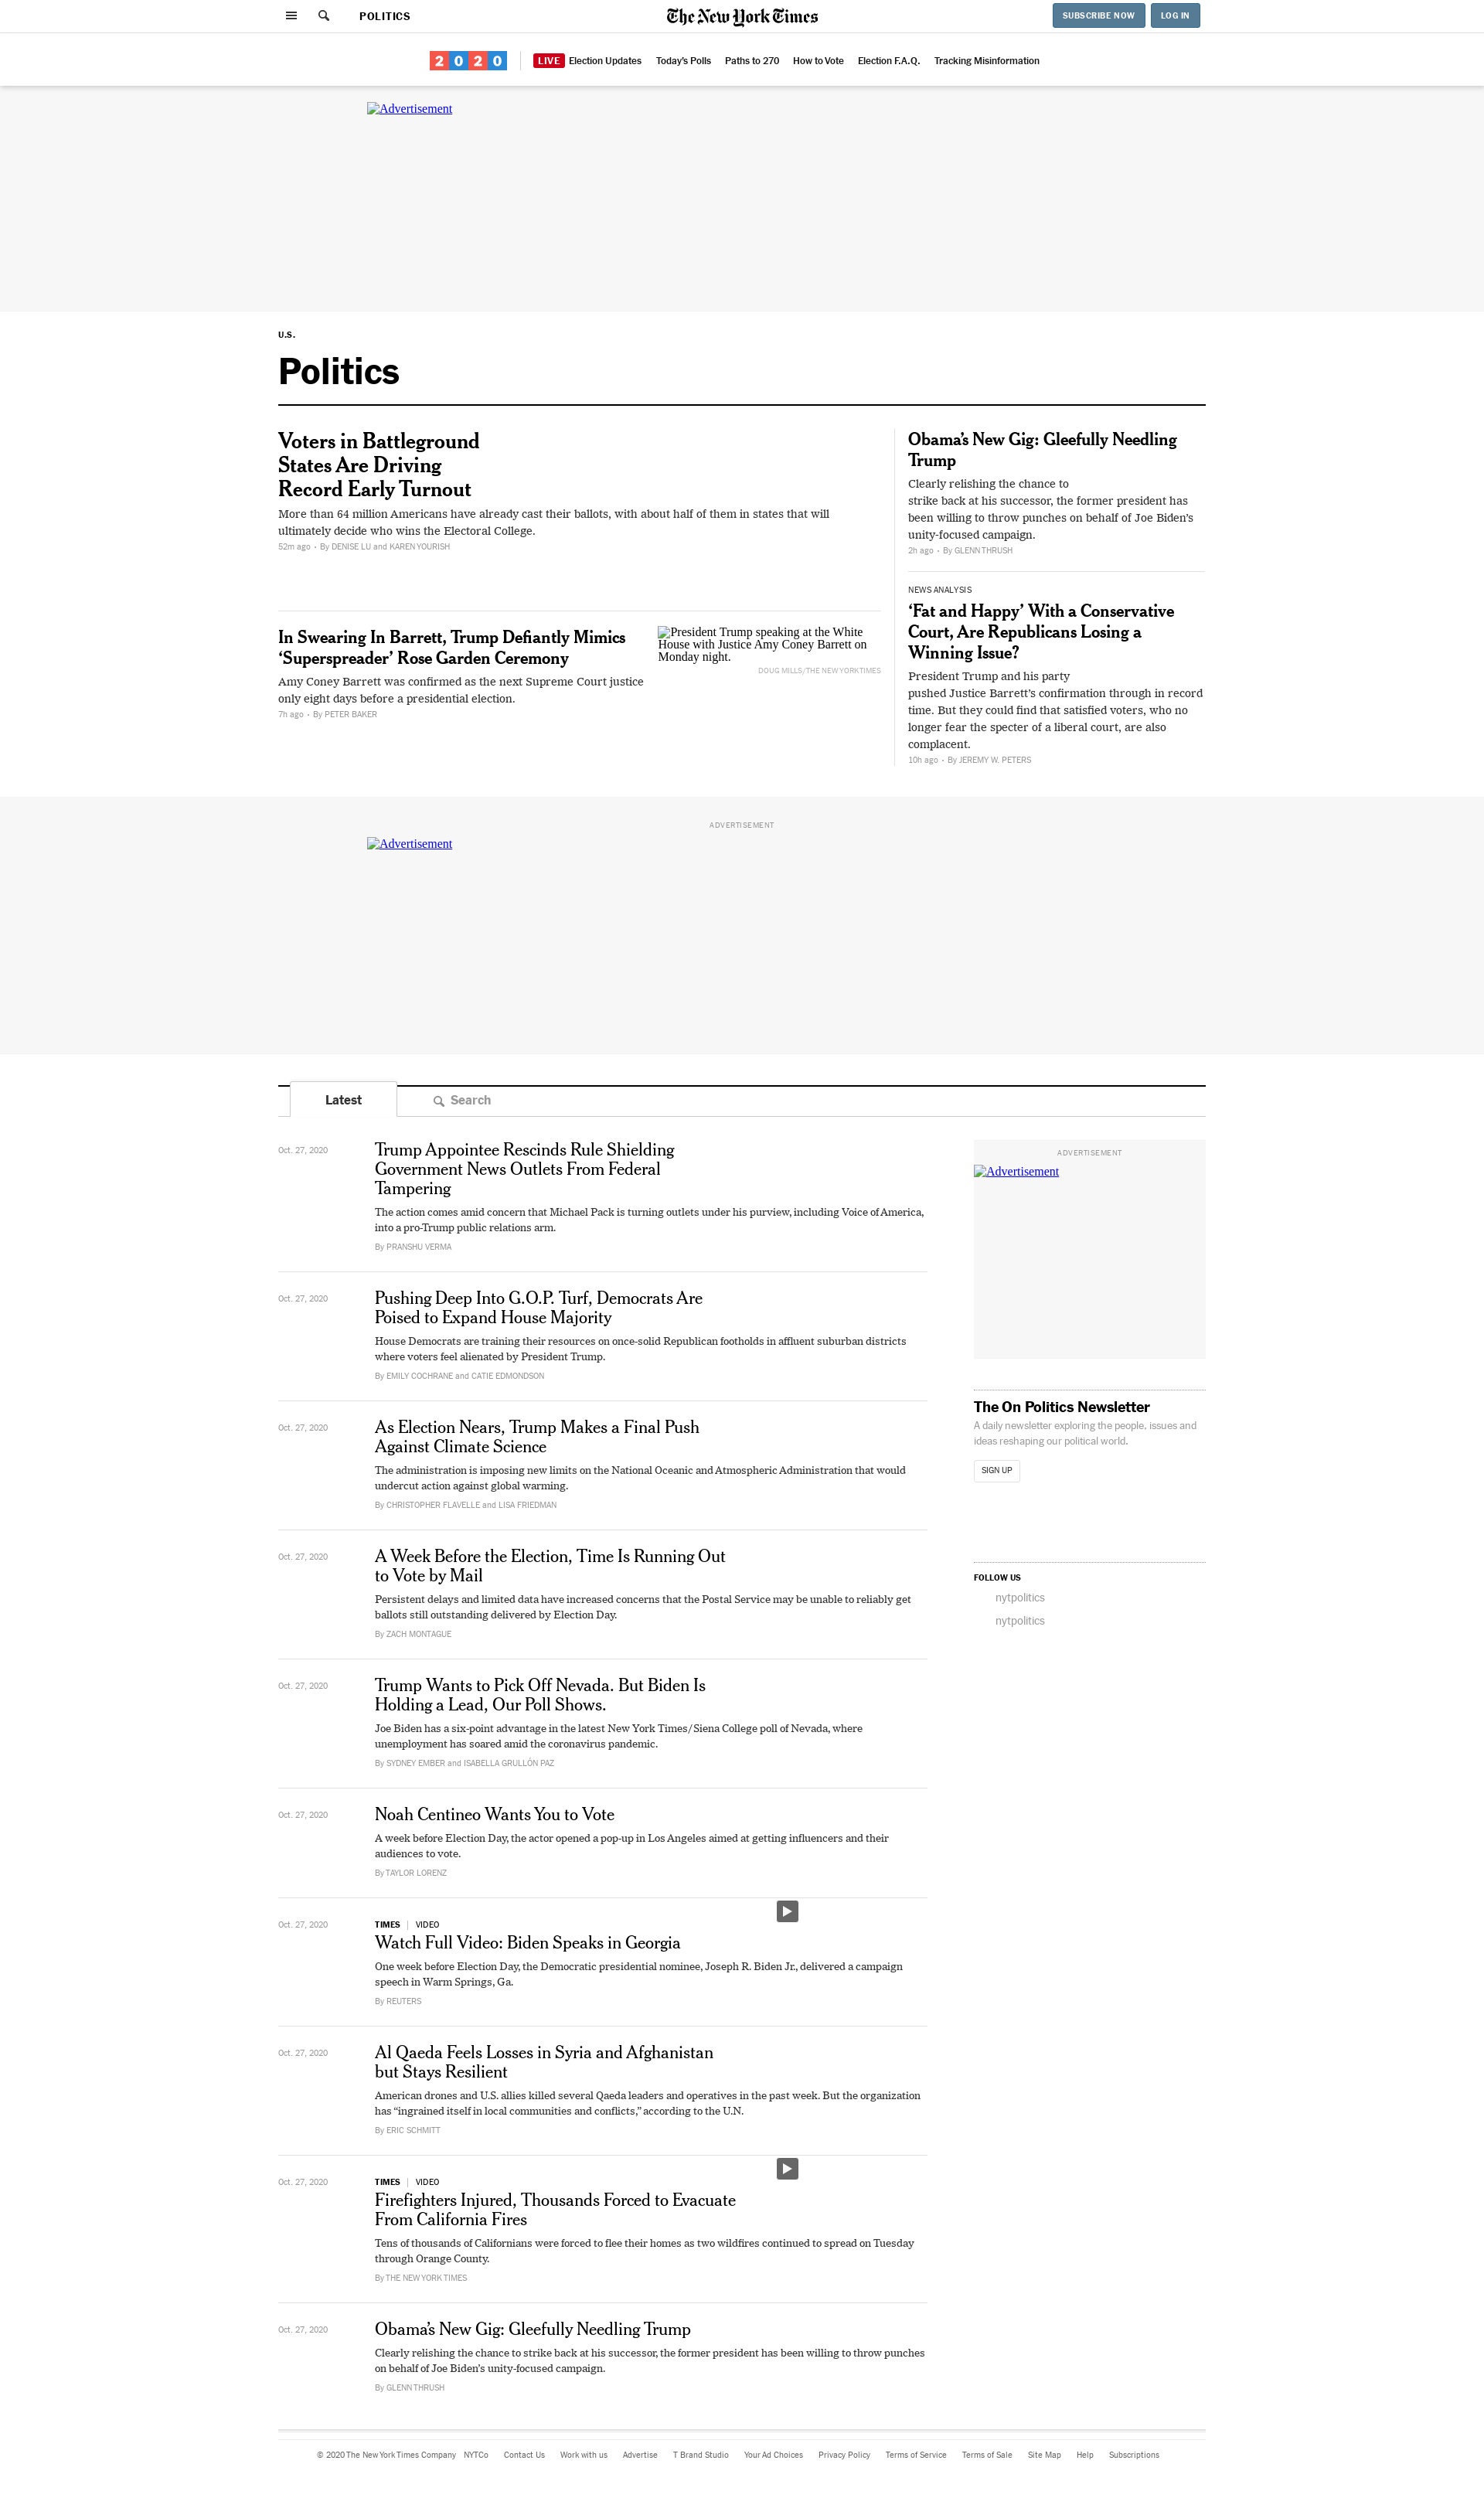 POLITICS
The New York Times
SUBSCRIBE NOW
LOG IN
2020
LIVE Election Updates
Today's Polls
Paths to 270
How to Vote
Election F.A.Q.
Tracking Misinformation
Advertisement
U.S.
Politics
Voters in Battleground
States Are Driving
Record Early Turnout
More than 64 million Americans have already cast their ballots, with about half of them in states that will
ultimately decide who wins the Electoral College.
52m ago • By DENISE LU and KAREN YOURISH
In Swearing In Barrett, Trump Defiantly Mimics
‘Superspreader’ Rose Garden Ceremony
Amy Coney Barrett was confirmed as the next Supreme Court justice
only eight days before a presidential election.
7h ago • By PETER BAKER
President Trump speaking at the White
House with Justice Amy Coney Barrett on
Monday night.
DOUG MILLS/THE NEW YORK TIMES
Obama’s New Gig: Gleefully Needling
Trump
Clearly relishing the chance to
strike back at his successor, the former president has
been willing to throw punches on behalf of Joe Biden’s
unity-focused campaign.
2h ago • By GLENN THRUSH
NEWS ANALYSIS
‘Fat and Happy’ With a Conservative
Court, Are Republicans Losing a
Winning Issue?
President Trump and his party
pushed Justice Barrett’s confirmation through in record
time. But they could find that satisfied voters, who no
longer fear the specter of a liberal court, are also
complacent.
10h ago • By JEREMY W. PETERS
ADVERTISEMENT
Advertisement
Latest
Search
Oct. 27, 2020
Trump Appointee Rescinds Rule Shielding
Government News Outlets From Federal
Tampering
The action comes amid concern that Michael Pack is turning outlets under his purview, including Voice of America,
into a pro-Trump public relations arm.
By PRANSHU VERMA
Oct. 27, 2020
Pushing Deep Into G.O.P. Turf, Democrats Are
Poised to Expand House Majority
House Democrats are training their resources on once-solid Republican footholds in affluent suburban districts
where voters feel alienated by President Trump.
By EMILY COCHRANE and CATIE EDMONDSON
Oct. 27, 2020
As Election Nears, Trump Makes a Final Push
Against Climate Science
The administration is imposing new limits on the National Oceanic and Atmospheric Administration that would
undercut action against global warming.
By CHRISTOPHER FLAVELLE and LISA FRIEDMAN
Oct. 27, 2020
A Week Before the Election, Time Is Running Out
to Vote by Mail
Persistent delays and limited data have increased concerns that the Postal Service may be unable to reliably get
ballots still outstanding delivered by Election Day.
By ZACH MONTAGUE
Oct. 27, 2020
Trump Wants to Pick Off Nevada. But Biden Is
Holding a Lead, Our Poll Shows.
Joe Biden has a six-point advantage in the latest New York Times/Siena College poll of Nevada, where
unemployment has soared amid the coronavirus pandemic.
By SYDNEY EMBER and ISABELLA GRULLÓN PAZ
Oct. 27, 2020
Noah Centineo Wants You to Vote
A week before Election Day, the actor opened a pop-up in Los Angeles aimed at getting influencers and their
audiences to vote.
By TAYLOR LORENZ
Oct. 27, 2020
TIMES | VIDEO
Watch Full Video: Biden Speaks in Georgia
One week before Election Day, the Democratic presidential nominee, Joseph R. Biden Jr., delivered a campaign
speech in Warm Springs, Ga.
By REUTERS
Oct. 27, 2020
Al Qaeda Feels Losses in Syria and Afghanistan
but Stays Resilient
American drones and U.S. allies killed several Qaeda leaders and operatives in the past week. But the organization
has “ingrained itself in local communities and conflicts,” according to the U.N.
By ERIC SCHMITT
Oct. 27, 2020
TIMES | VIDEO
Firefighters Injured, Thousands Forced to Evacuate
From California Fires
Tens of thousands of Californians were forced to flee their homes as two wildfires continued to spread on Tuesday
through Orange County.
By THE NEW YORK TIMES
Oct. 27, 2020
Obama’s New Gig: Gleefully Needling Trump
Clearly relishing the chance to strike back at his successor, the former president has been willing to throw punches
on behalf of Joe Biden’s unity-focused campaign.
By GLENN THRUSH
ADVERTISEMENT
Advertisement
The On Politics Newsletter
A daily newsletter exploring the people, issues and
ideas reshaping our political world.
SIGN UP
FOLLOW US
nytpolitics
nytpolitics
© 2020 The New York Times Company
NYTCo
Contact Us
Work with us
Advertise
T Brand Studio
Your Ad Choices
Privacy Policy
Terms of Service
Terms of Sale
Site Map
Help
Subscriptions